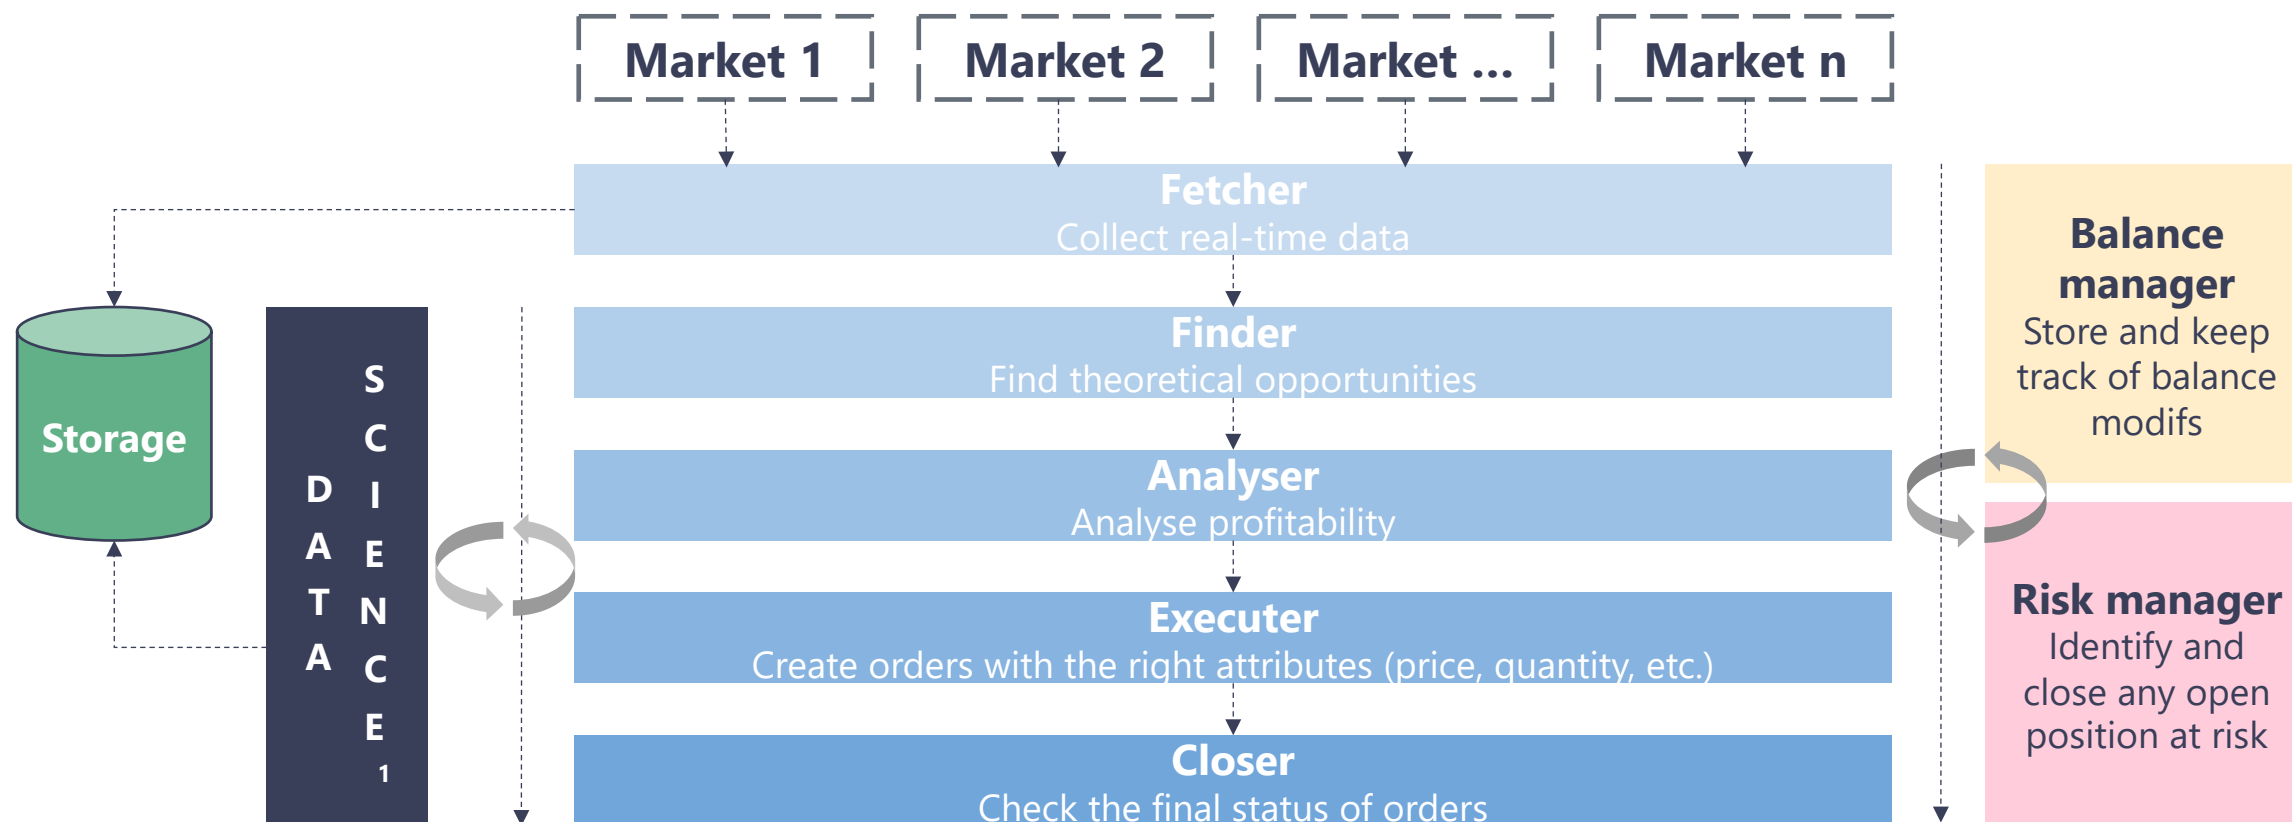 Market 1
Market 2
Market ...
Market n
Fetcher
Collect real-time data
Finder
Find theoretical opportunities
Analyser
Analyse profitability
Executer
Create orders with the right attributes (price, quantity, etc.)
Closer
Check the final status of orders
Storage
DATA
SCIENCE¹
Balance
manager
Store and keep
track of balance
modifs
Risk manager
Identify and
close any open
position at risk